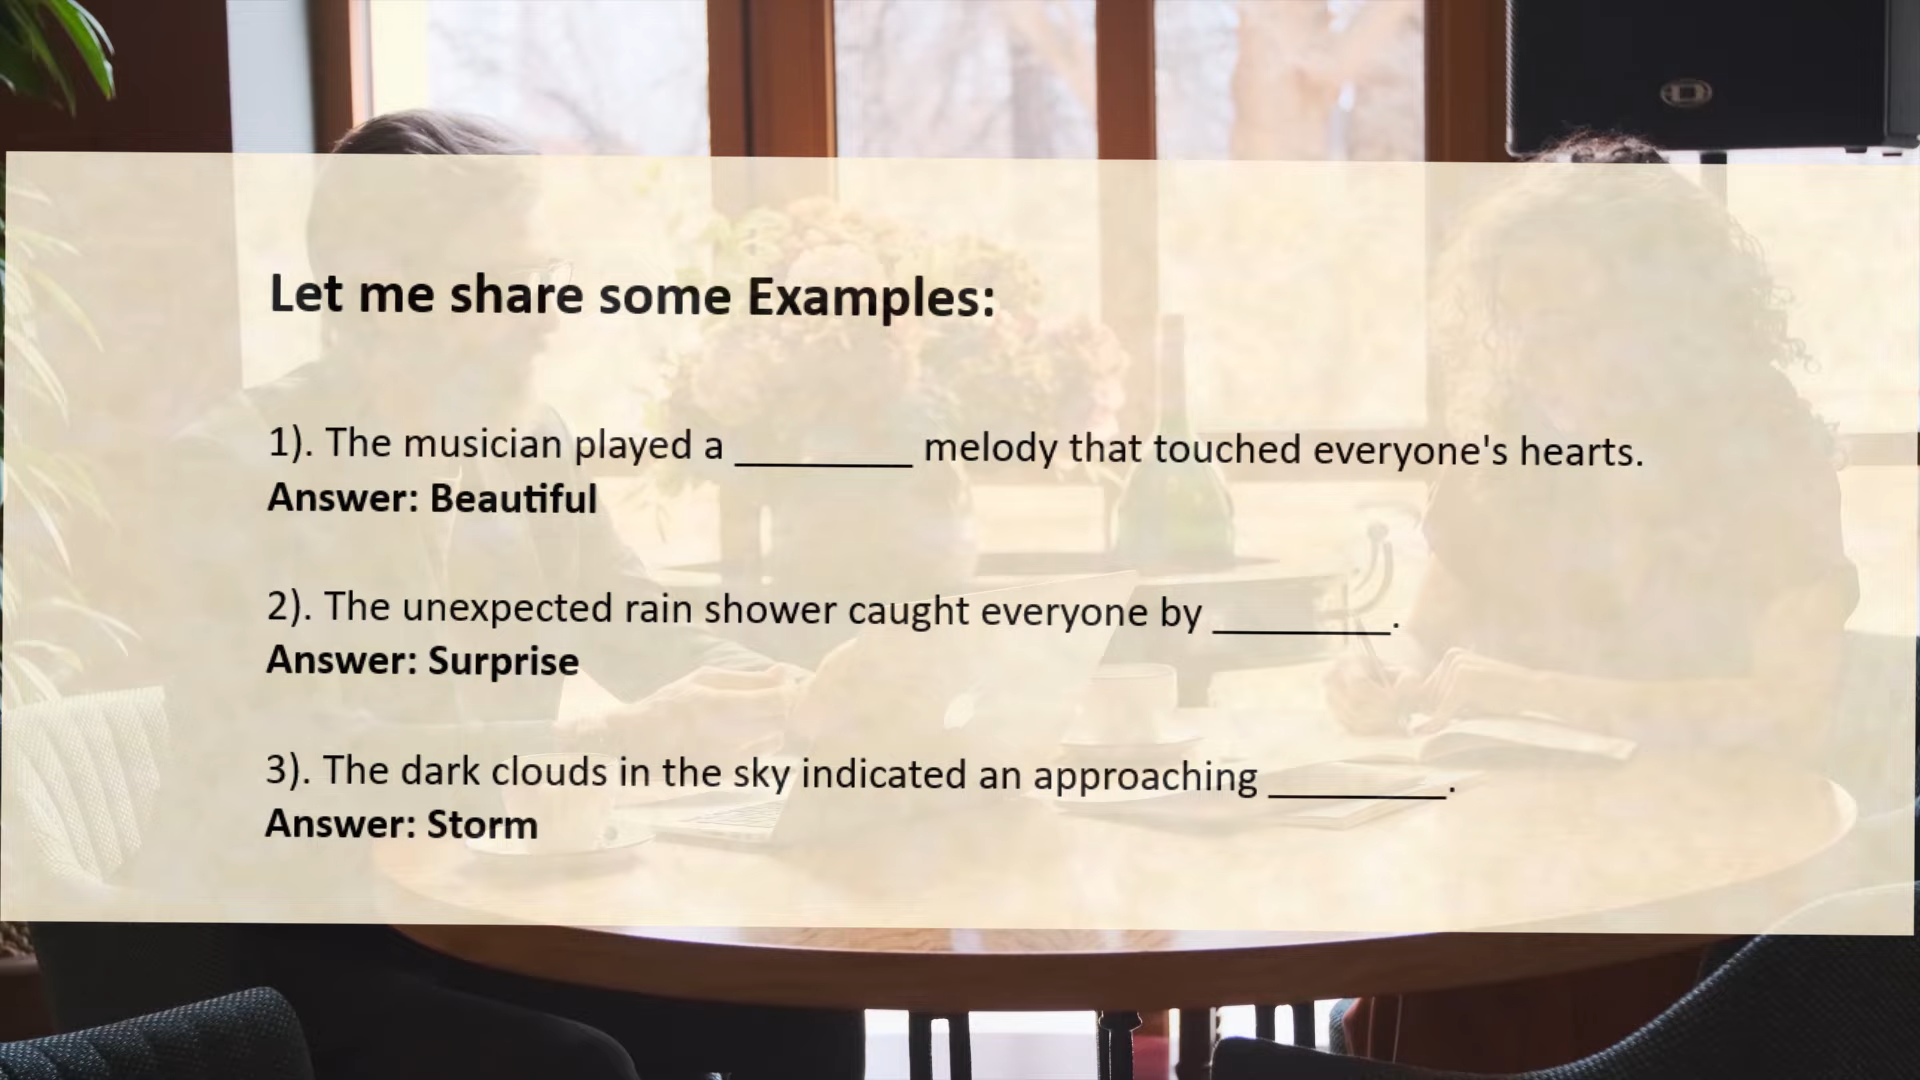 Let me share some Examples:
1). The musician played a ________ melody that touched everyone's hearts.
Answer: Beautiful
2). The unexpected rain shower caught everyone by ________.
Answer: Surprise
3). The dark clouds in the sky indicated an approaching ________.
Answer: Storm